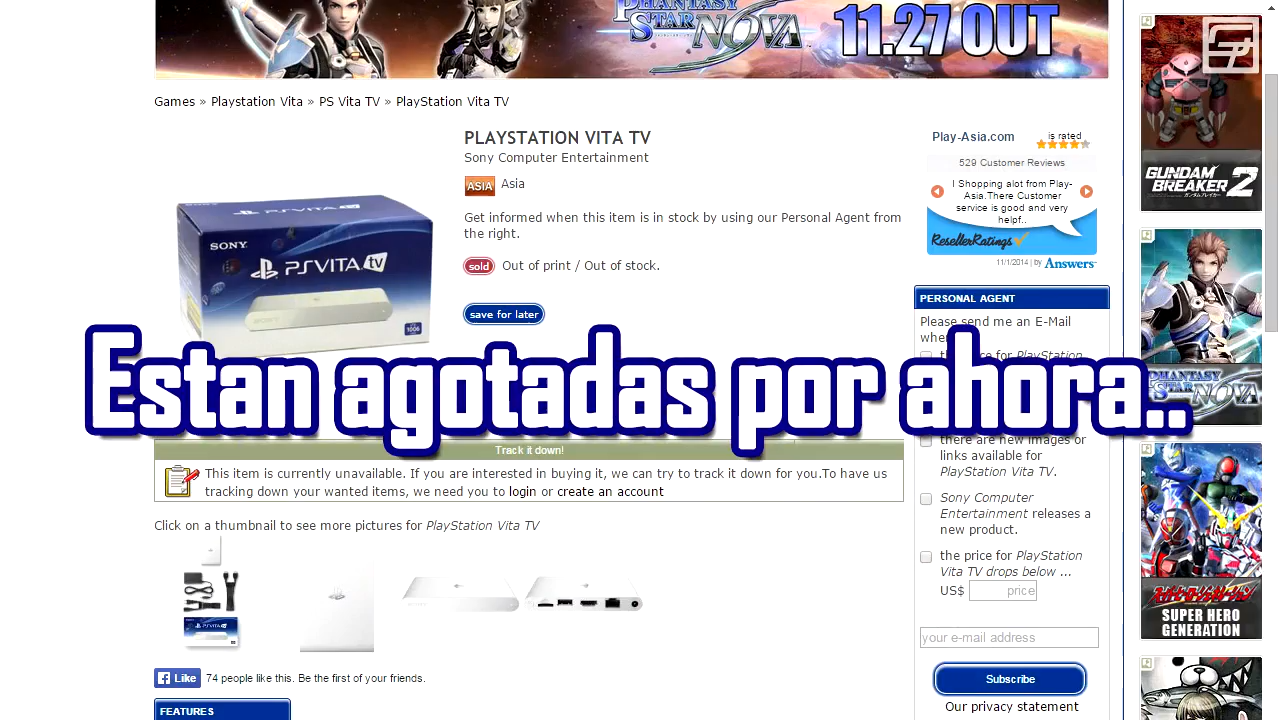 PHANTASY
STAR
NOVA
11.27 OUT
Games » Playstation Vita » PS Vita TV » PlayStation Vita TV
PLAYSTATION VITA TV
Sony Computer Entertainment
ASIA Asia
Get informed when this item is in stock by using our Personal Agent from
the right.
sold Out of print / Out of stock.
save for later
SONY
PSVITA tv
Play-Asia.com is rated
529 Customer Reviews
I Shopping alot from Play-
Asia.There Customer
service is good and very
helpf..
ResellerRatings
11/1/2014 | by Answers
PERSONAL AGENT
Please send me an E-Mail
when
the price for PlayStation
Estan agotadas por ahora..
there are new images or
links available for
PlayStation Vita TV.
Sony Computer
Entertainment releases a
new product.
the price for PlayStation
Vita TV drops below ...
US$ price
your e-mail address
Subscribe
Our privacy statement
Track it down!
This item is currently unavailable. If you are interested in buying it, we can try to track it down for you.To have us
tracking down your wanted items, we need you to login or create an account
Click on a thumbnail to see more pictures for PlayStation Vita TV
Like 74 people like this. Be the first of your friends.
FEATURES
GUNDAM
BREAKER 2
PHANTASY
STAR NOVA
SUPER HERO
GENERATION